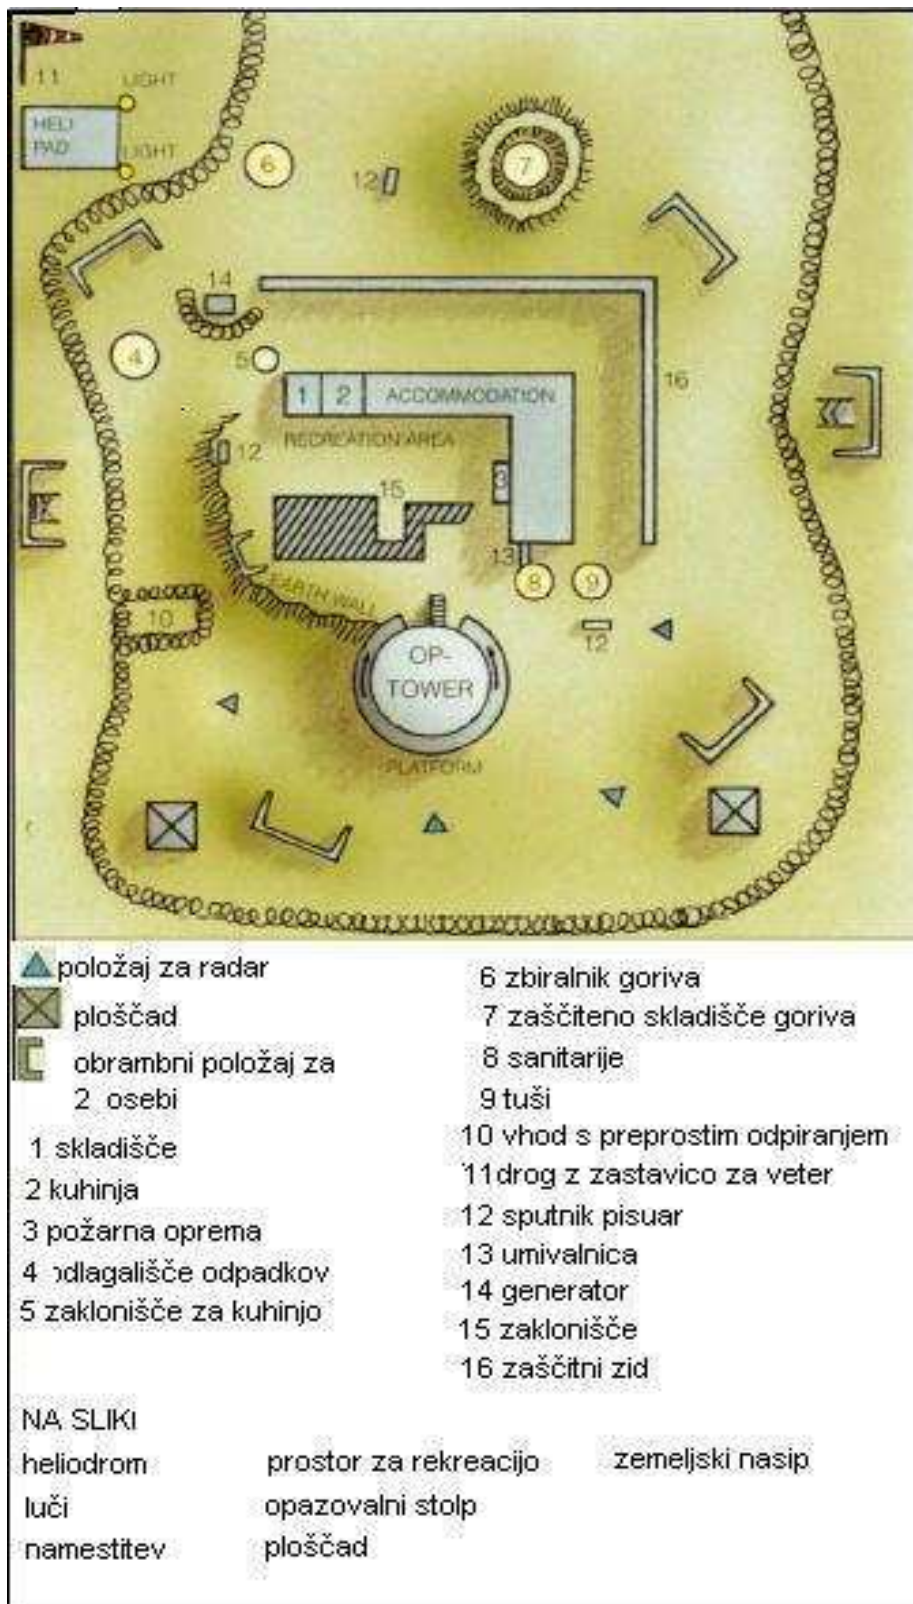 11
LIGHT
HELI
PAD
LIGHT
6
12
7
14
4
5
16
1 2 ACCOMMODATION
RECREATION AREA
12
3
15
13
8 9
EARTH WALL
10
12
OP-
TOWER
PLATFORM
položaj za radar
ploščad
obrambni položaj za
2 osebi
1 skladišče
2 kuhinja
3 požarna oprema
4 odlagališče odpadkov
5 zaklonišče za kuhinjo
6 zbiralnik goriva
7 zaščiteno skladišče goriva
8 sanitarije
9 tuši
10 vhod s preprostim odpiranjem
11 drog z zastavico za veter
12 sputnik pisuar
13 umivalnica
14 generator
15 zaklonišče
16 zaščitni zid
NA SLIKI
heliodrom prostor za rekreacijo zemeljski nasip
luči opazovalni stolp
namestitev ploščad